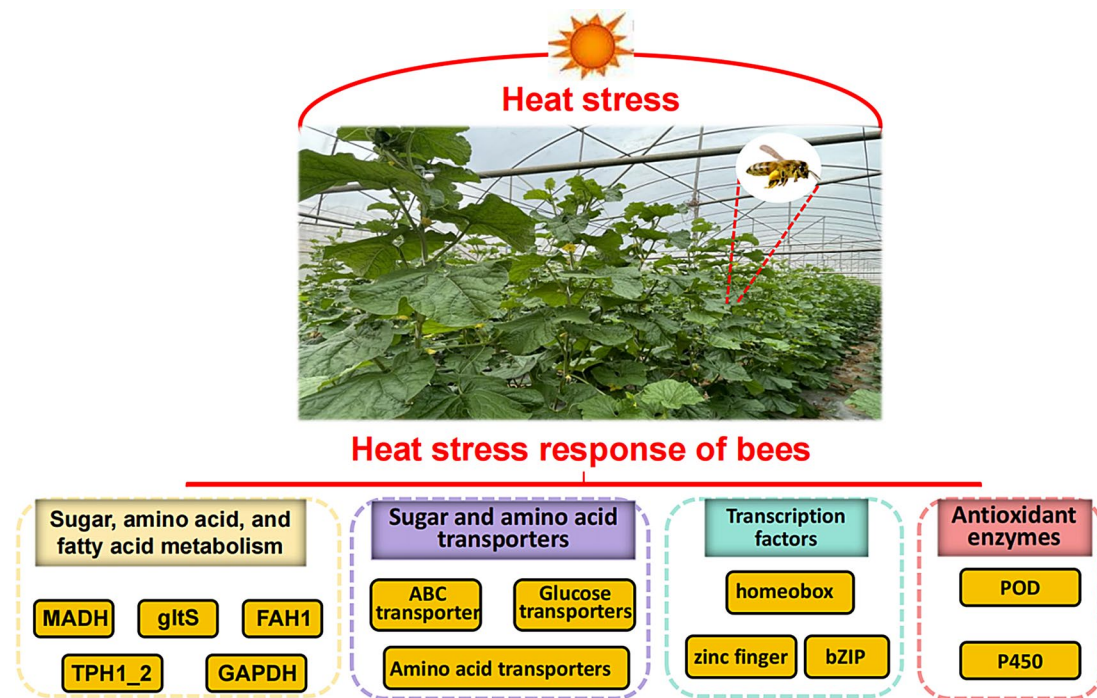 Heat stress
Heat stress response of bees
Sugar, amino acid, and
fatty acid metabolism
MADH
gltS
FAH1
TPH1_2
GAPDH
Sugar and amino acid
transporters
ABC
transporter
Glucose
transporters
Amino acid transporters
Transcription
factors
homeobox
zinc finger
bZIP
Antioxidant
enzymes
POD
P450